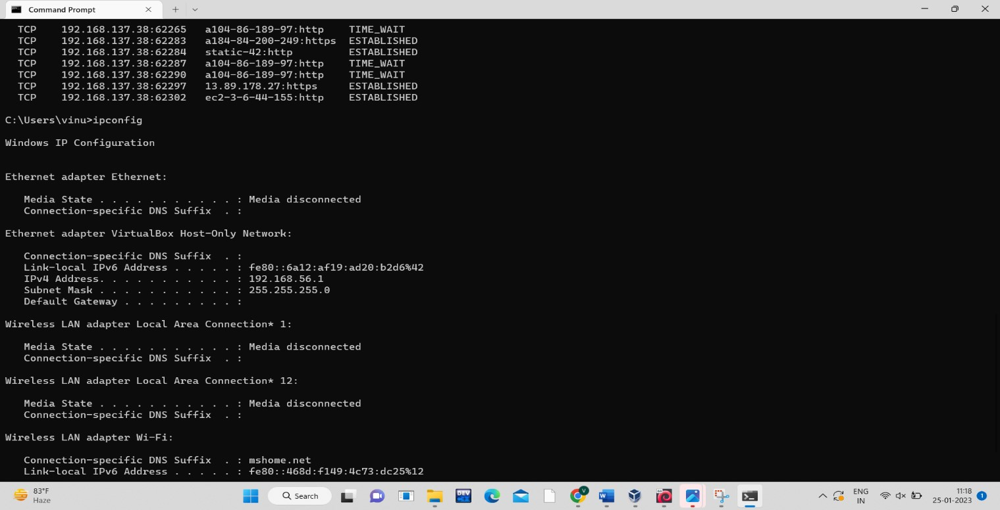 Command Prompt
TCP 192.168.137.38:62265 a104-86-189-97:http TIME_WAIT
TCP 192.168.137.38:62283 a184-84-200-249:https ESTABLISHED
TCP 192.168.137.38:62284 static-42:http ESTABLISHED
TCP 192.168.137.38:62287 a104-86-189-97:http TIME_WAIT
TCP 192.168.137.38:62290 a104-86-189-97:http TIME_WAIT
TCP 192.168.137.38:62297 13.89.178.27:https ESTABLISHED
TCP 192.168.137.38:62302 ec2-3-6-44-155:http ESTABLISHED
C:\Users\vinu>ipconfig
Windows IP Configuration
Ethernet adapter Ethernet:
Media State . . . . . . . . . . . : Media disconnected
Connection-specific DNS Suffix . :
Ethernet adapter VirtualBox Host-Only Network:
Connection-specific DNS Suffix . :
Link-local IPv6 Address . . . . . : fe80::6a12:af19:ad20:b2d6%42
IPv4 Address. . . . . . . . . . . : 192.168.56.1
Subnet Mask . . . . . . . . . . . : 255.255.255.0
Default Gateway . . . . . . . . . :
Wireless LAN adapter Local Area Connection* 1:
Media State . . . . . . . . . . . : Media disconnected
Connection-specific DNS Suffix . :
Wireless LAN adapter Local Area Connection* 12:
Media State . . . . . . . . . . . : Media disconnected
Connection-specific DNS Suffix . :
Wireless LAN adapter Wi-Fi:
Connection-specific DNS Suffix . : mshome.net
Link-local IPv6 Address . . . . . : fe80::468d:f149:4c73:dc25%12
83°F
Haze
Search
DEV
V
W
64
ENG
IN
11:18
25-01-2023
1